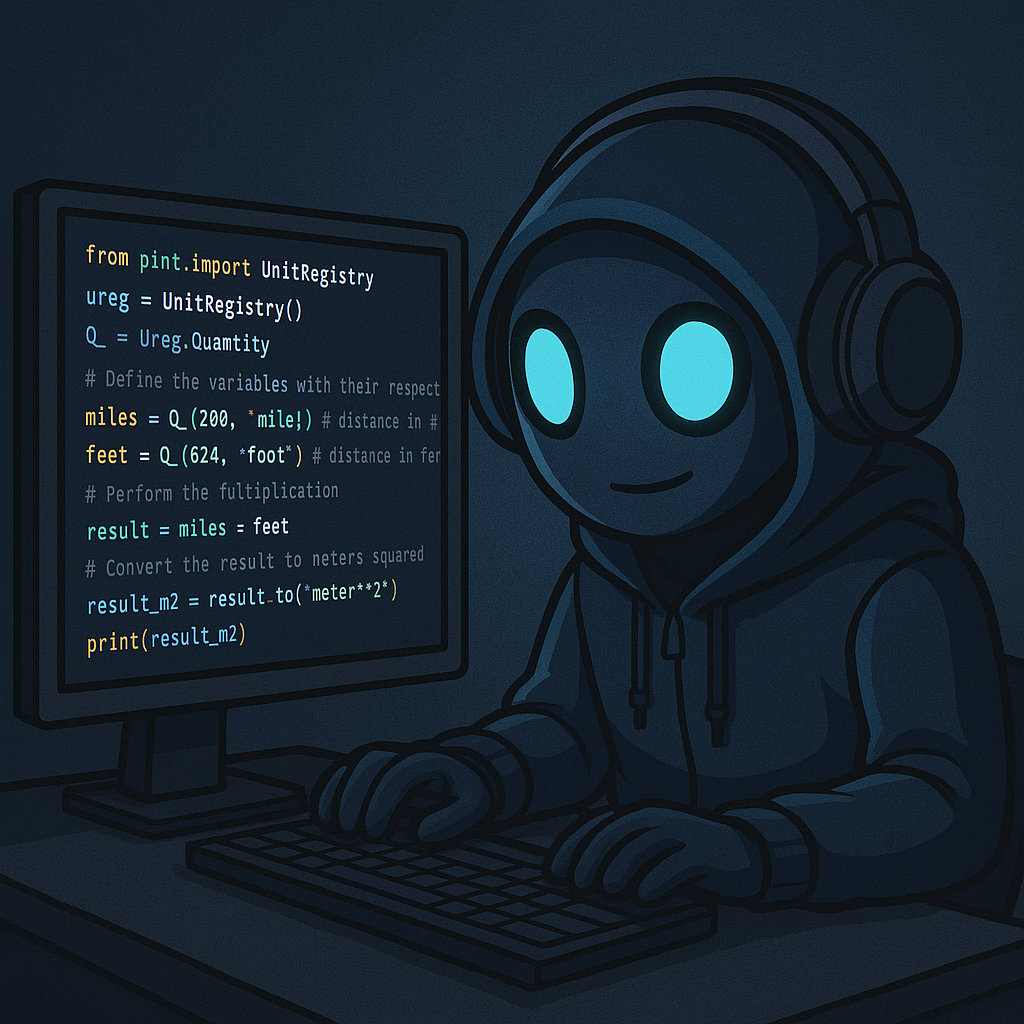 from pint.import UnitRegistry
ureg = UnitRegistry()
Q_ = Ureg.Quamtity
# Define the variables with their respect
miles = Q_(200, *mile!) # distance in #
feet = Q_(624, *foot") # distance in fer
# Perform the fultiplication
result = miles = feet
# Convert the result to neters squared
result_m2 = result-to(*meter**2*)
print(result_m2)